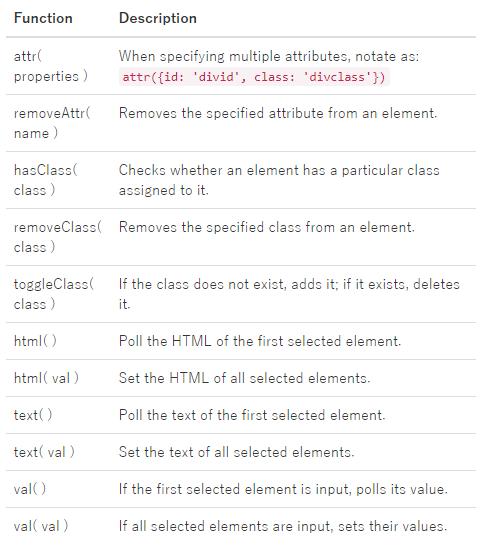 Function Description
attr( When specifying multiple attributes, notate as:
properties ) attr({id: 'divid', class: 'divclass'})
removeAttr( Removes the specified attribute from an element.
name )
hasClass( Checks whether an element has a particular class
class ) assigned to it.
removeClass( Removes the specified class from an element.
class )
toggleClass( If the class does not exist, adds it; if it exists, deletes
class ) it.
html( ) Poll the HTML of the first selected element.
html( val ) Set the HTML of all selected elements.
text( ) Poll the text of the first selected element.
text( val ) Set the text of all selected elements.
val( ) If the first selected element is input, polls its value.
val( val ) If all selected elements are input, sets their values.